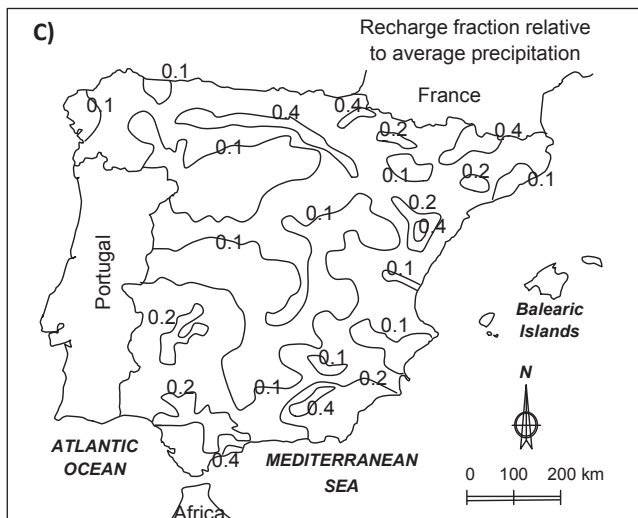 C)
Recharge fraction relative
to average precipitation
France
0.1
0.1
0.4
0.4
0.2
0.4
0.1
0.1
0.2
0.1
0.2
0.1
0.4
0.1
0.1
Portugal
Balearic
Islands
0.2
0.1
0.1
0.2
0.1
0.2
0.4
N
0.4
ATLANTIC
OCEAN
MEDITERRANEAN
SEA
0 100 200 km
Africa